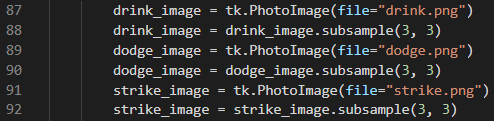 87 drink_image = tk.PhotoImage(file="drink.png")
88 drink_image = drink_image.subsample(3, 3)
89 dodge_image = tk.PhotoImage(file="dodge.png")
90 dodge_image = dodge_image.subsample(3, 3)
91 strike_image = tk.PhotoImage(file="strike.png")
92 strike_image = strike_image.subsample(3, 3)